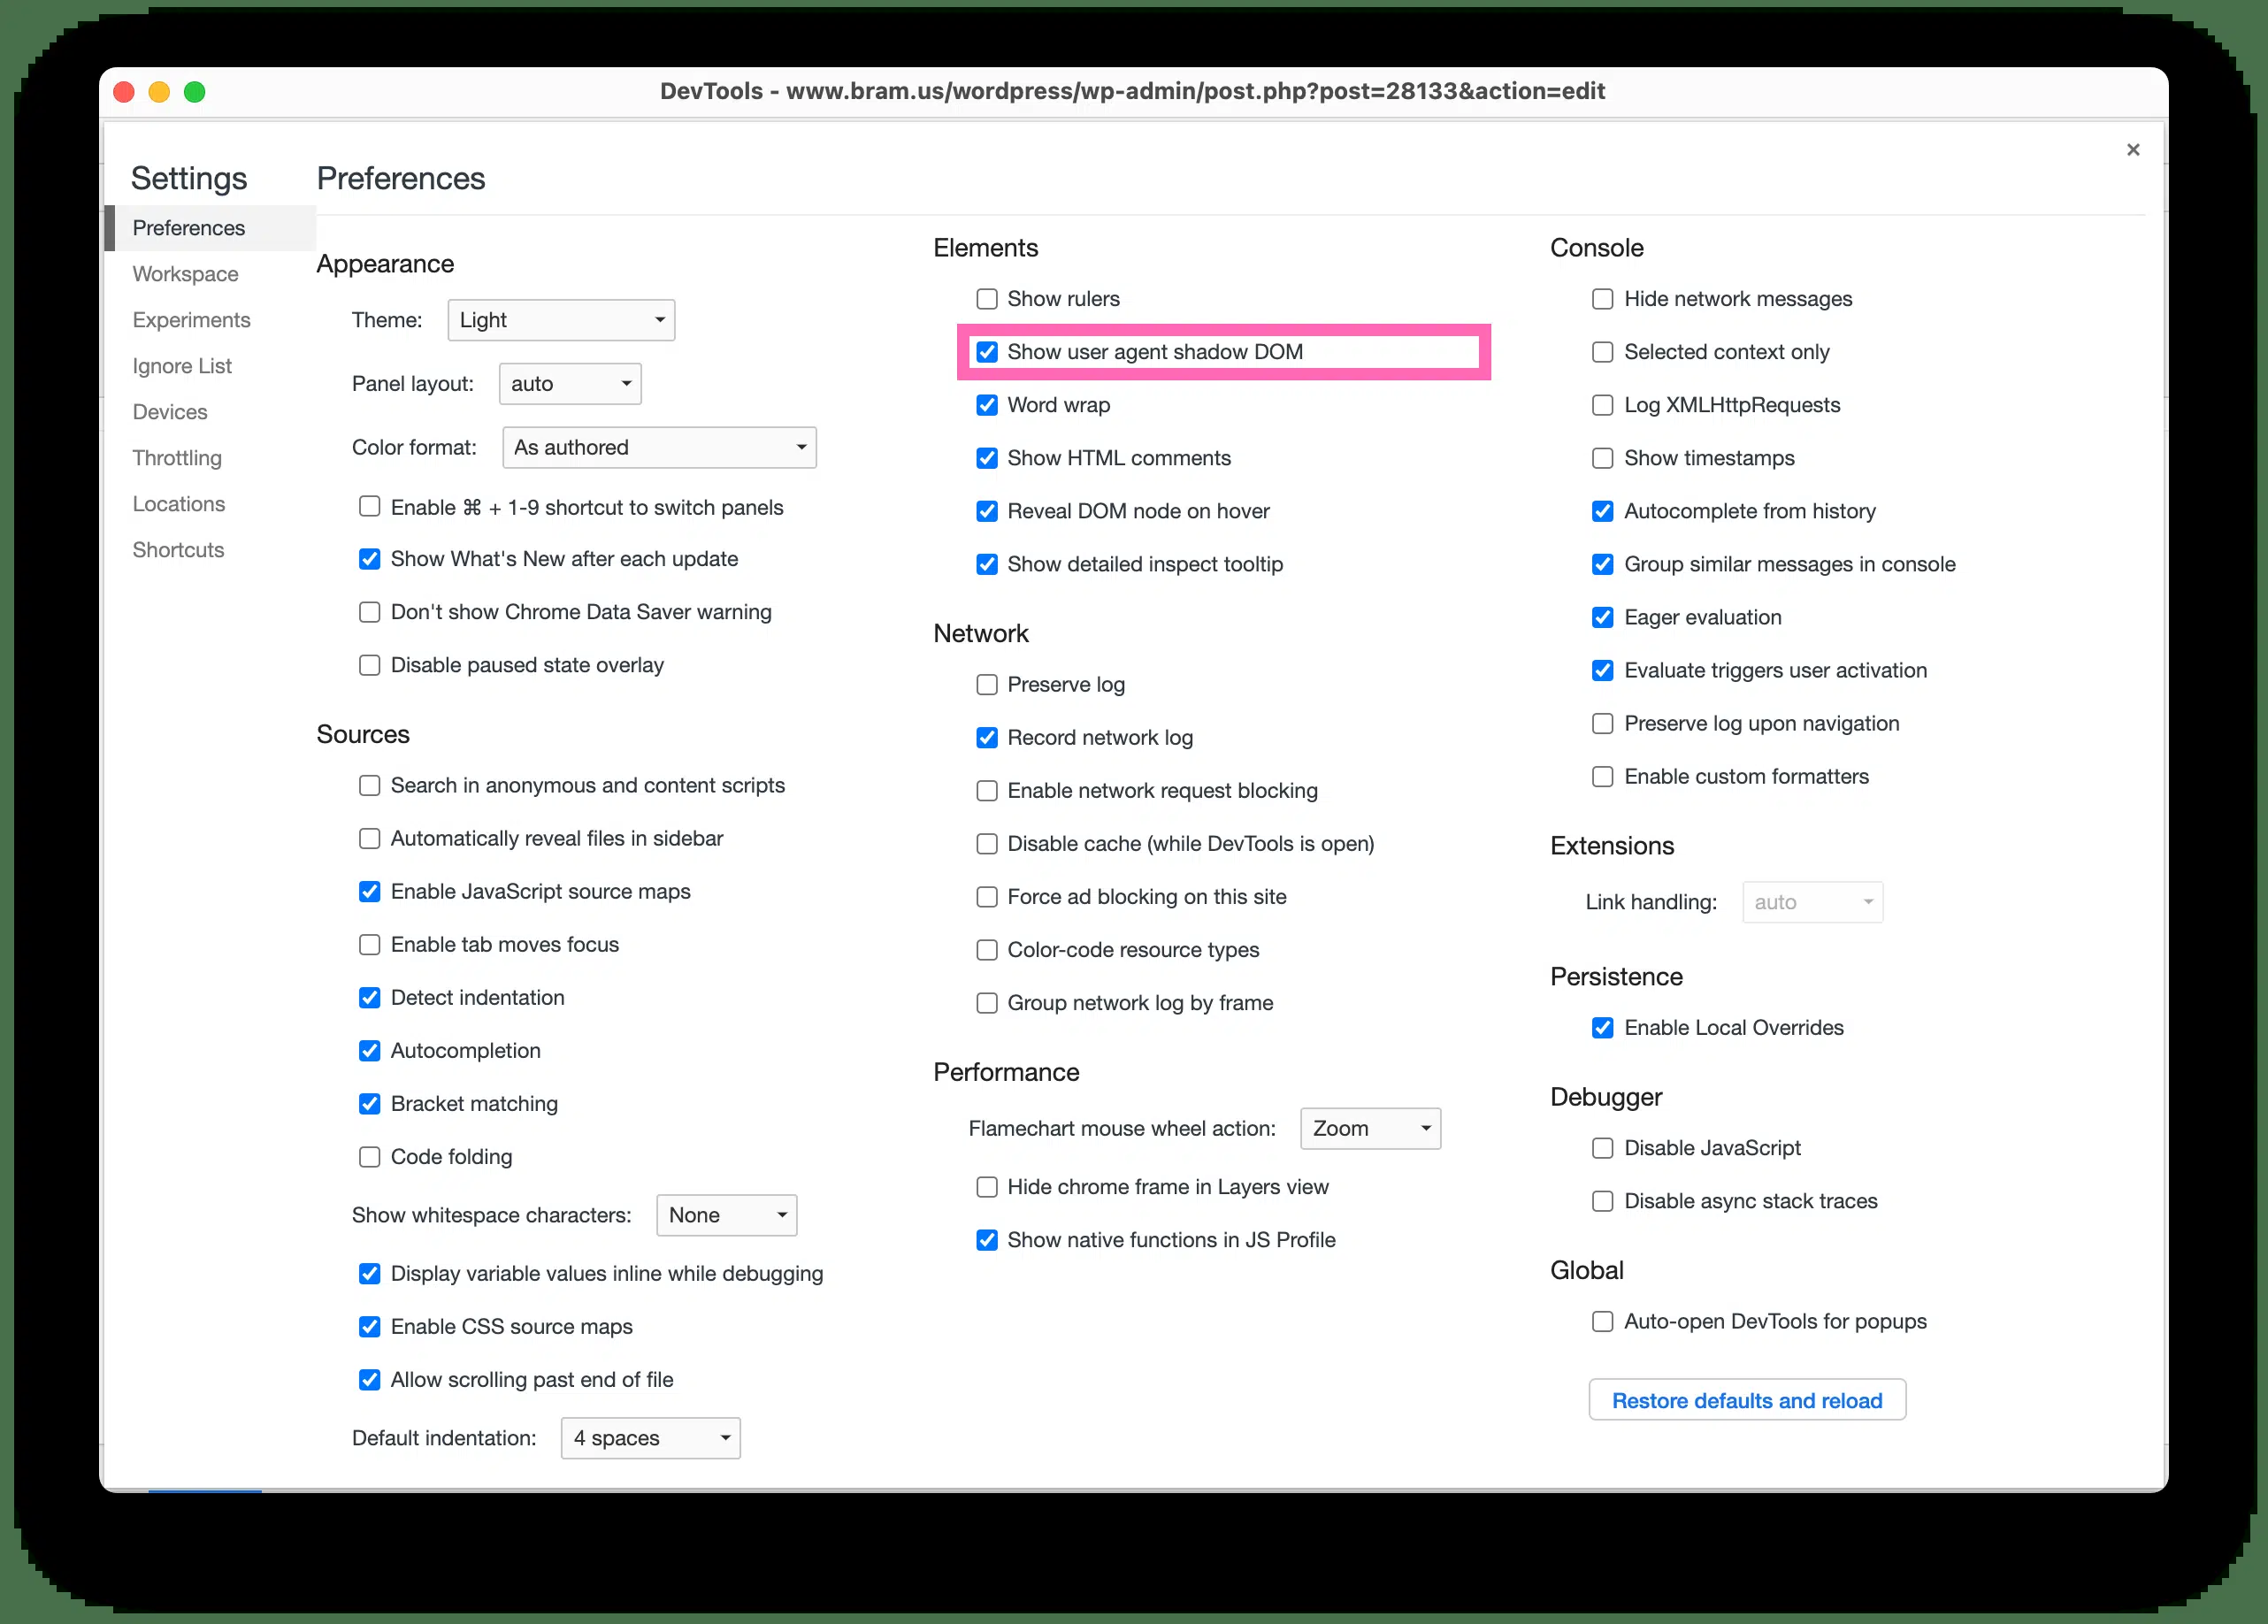 DevTools - www.bram.us/wordpress/wp-admin/post.php?post=28133&action=edit
×
Settings
Preferences
Workspace
Experiments
Ignore List
Devices
Throttling
Locations
Shortcuts
Preferences
Appearance
Theme: Light
Panel layout: auto
Color format: As authored
Enable ⌘ + 1-9 shortcut to switch panels
Show What's New after each update
Don't show Chrome Data Saver warning
Disable paused state overlay
Sources
Search in anonymous and content scripts
Automatically reveal files in sidebar
Enable JavaScript source maps
Enable tab moves focus
Detect indentation
Autocompletion
Bracket matching
Code folding
Show whitespace characters: None
Display variable values inline while debugging
Enable CSS source maps
Allow scrolling past end of file
Default indentation: 4 spaces
Elements
Show rulers
Show user agent shadow DOM
Word wrap
Show HTML comments
Reveal DOM node on hover
Show detailed inspect tooltip
Network
Preserve log
Record network log
Enable network request blocking
Disable cache (while DevTools is open)
Force ad blocking on this site
Color-code resource types
Group network log by frame
Performance
Flamechart mouse wheel action: Zoom
Hide chrome frame in Layers view
Show native functions in JS Profile
Console
Hide network messages
Selected context only
Log XMLHttpRequests
Show timestamps
Autocomplete from history
Group similar messages in console
Eager evaluation
Evaluate triggers user activation
Preserve log upon navigation
Enable custom formatters
Extensions
Link handling: auto
Persistence
Enable Local Overrides
Debugger
Disable JavaScript
Disable async stack traces
Global
Auto-open DevTools for popups
Restore defaults and reload